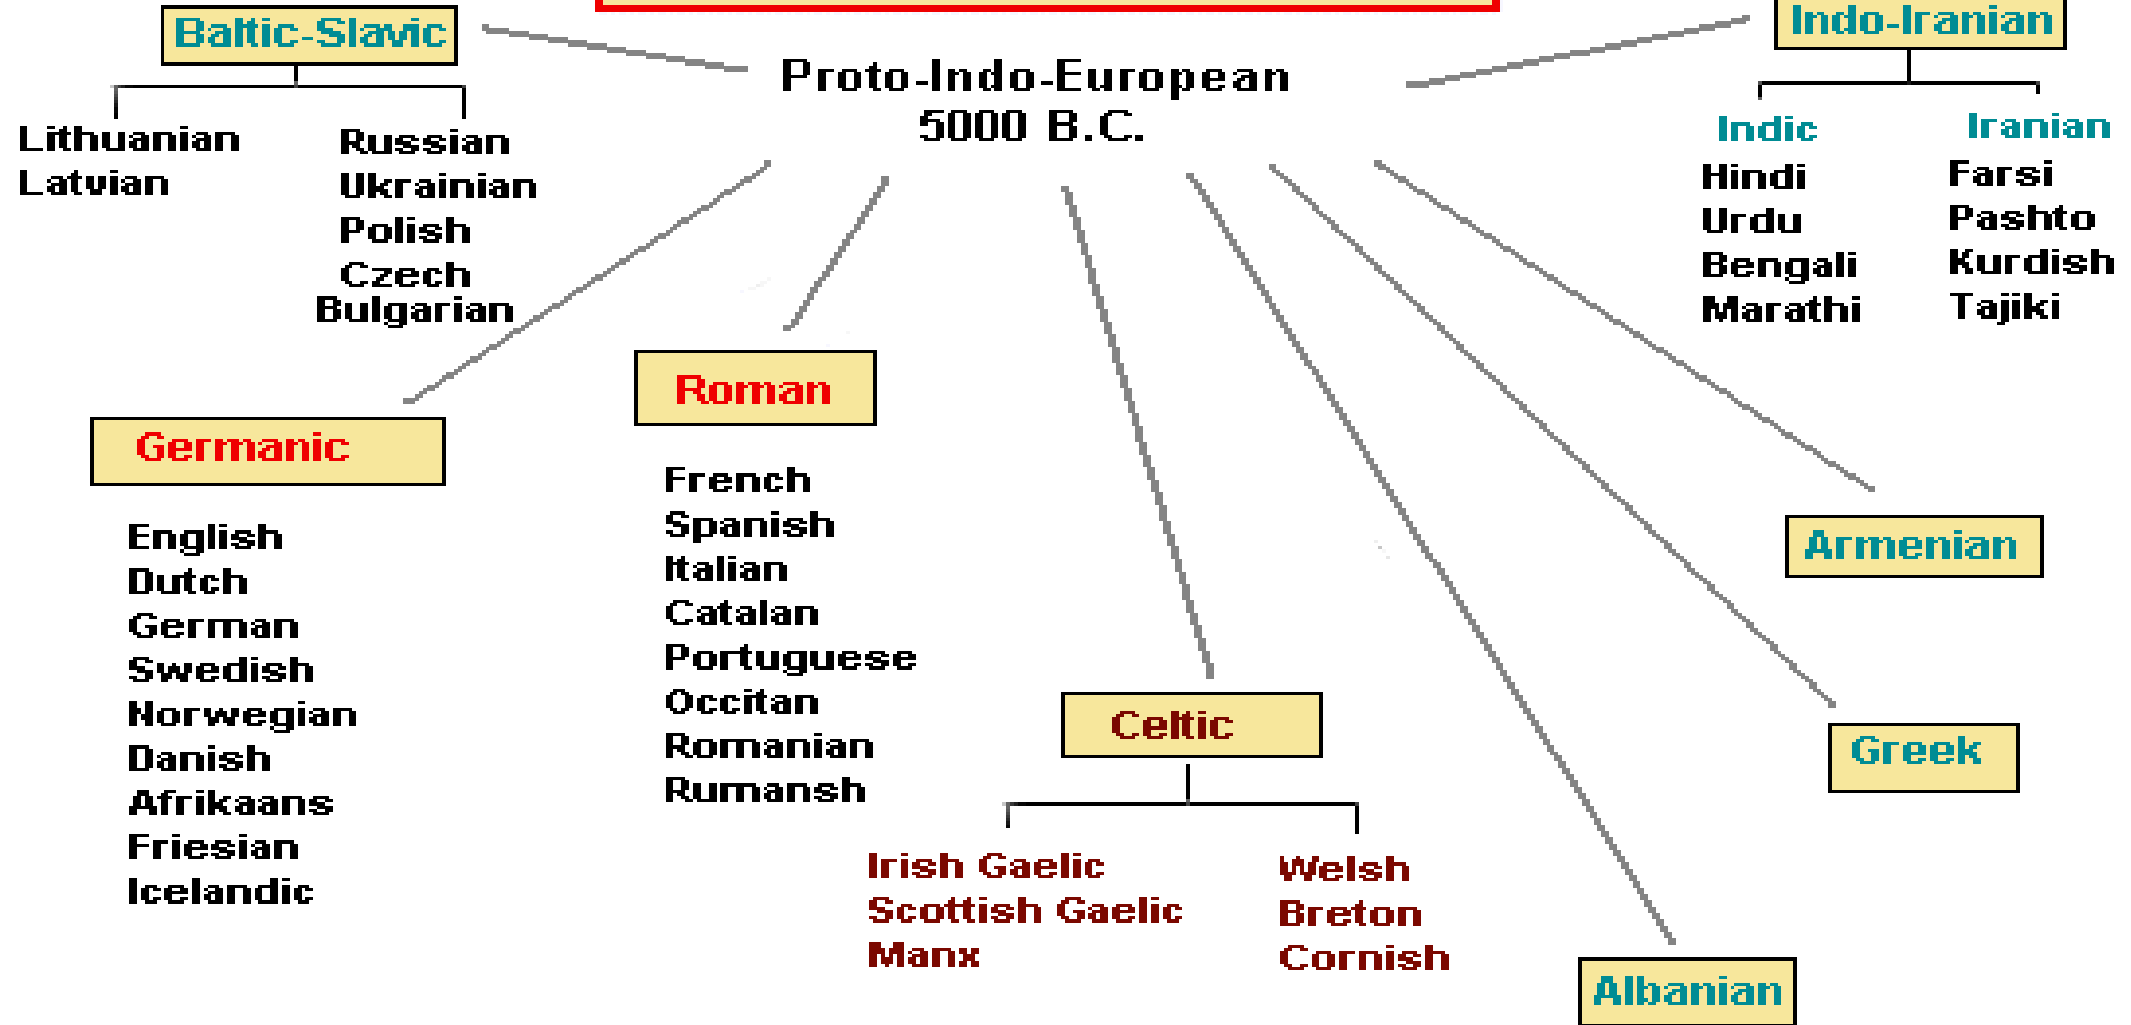 Baltic-Slavic
Indo-Iranian
Proto-Indo-European
5000 B.C.
Lithuanian
Latvian
Russian
Ukrainian
Polish
Czech
Bulgarian
Indic
Hindi
Urdu
Bengali
Marathi
Iranian
Farsi
Pashto
Kurdish
Tajiki
Germanic
English
Dutch
German
Swedish
Norwegian
Danish
Afrikaans
Friesian
Icelandic
Roman
French
Spanish
Italian
Catalan
Portuguese
Occitan
Romanian
Rumansh
Celtic
Irish Gaelic
Scottish Gaelic
Manx
Welsh
Breton
Cornish
Armenian
Greek
Albanian